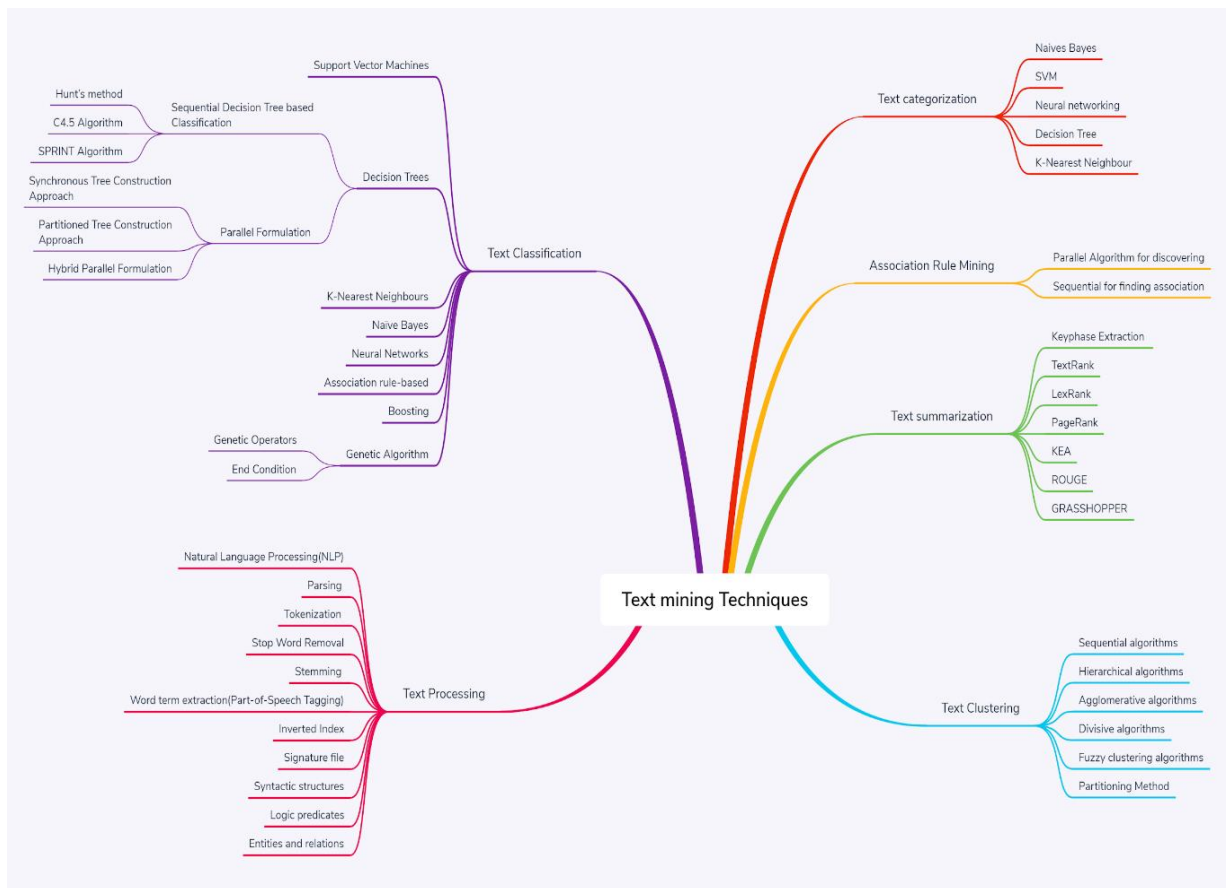 Text mining Techniques
Text categorization
Naives Bayes
SVM
Neural networking
Decision Tree
K-Nearest Neighbour
Association Rule Mining
Parallel Algorithm for discovering
Sequential for finding association
Text summarization
Keyphase Extraction
TextRank
LexRank
PageRank
KEA
ROUGE
GRASSHOPPER
Text Clustering
Sequential algorithms
Hierarchical algorithms
Agglomerative algorithms
Divisive algorithms
Fuzzy clustering algorithms
Partitioning Method
Text Classification
Support Vector Machines
Decision Trees
Sequential Decision Tree based
Classification
Hunt's method
C4.5 Algorithm
SPRINT Algorithm
Parallel Formulation
Synchronous Tree Construction
Approach
Partitioned Tree Construction
Approach
Hybrid Parallel Formulation
K-Nearest Neighbours
Naive Bayes
Neural Networks
Association rule-based
Boosting
Genetic Algorithm
Genetic Operators
End Condition
Text Processing
Natural Language Processing(NLP)
Parsing
Tokenization
Stop Word Removal
Stemming
Word term extraction(Part-of-Speech Tagging)
Inverted Index
Signature file
Syntactic structures
Logic predicates
Entities and relations